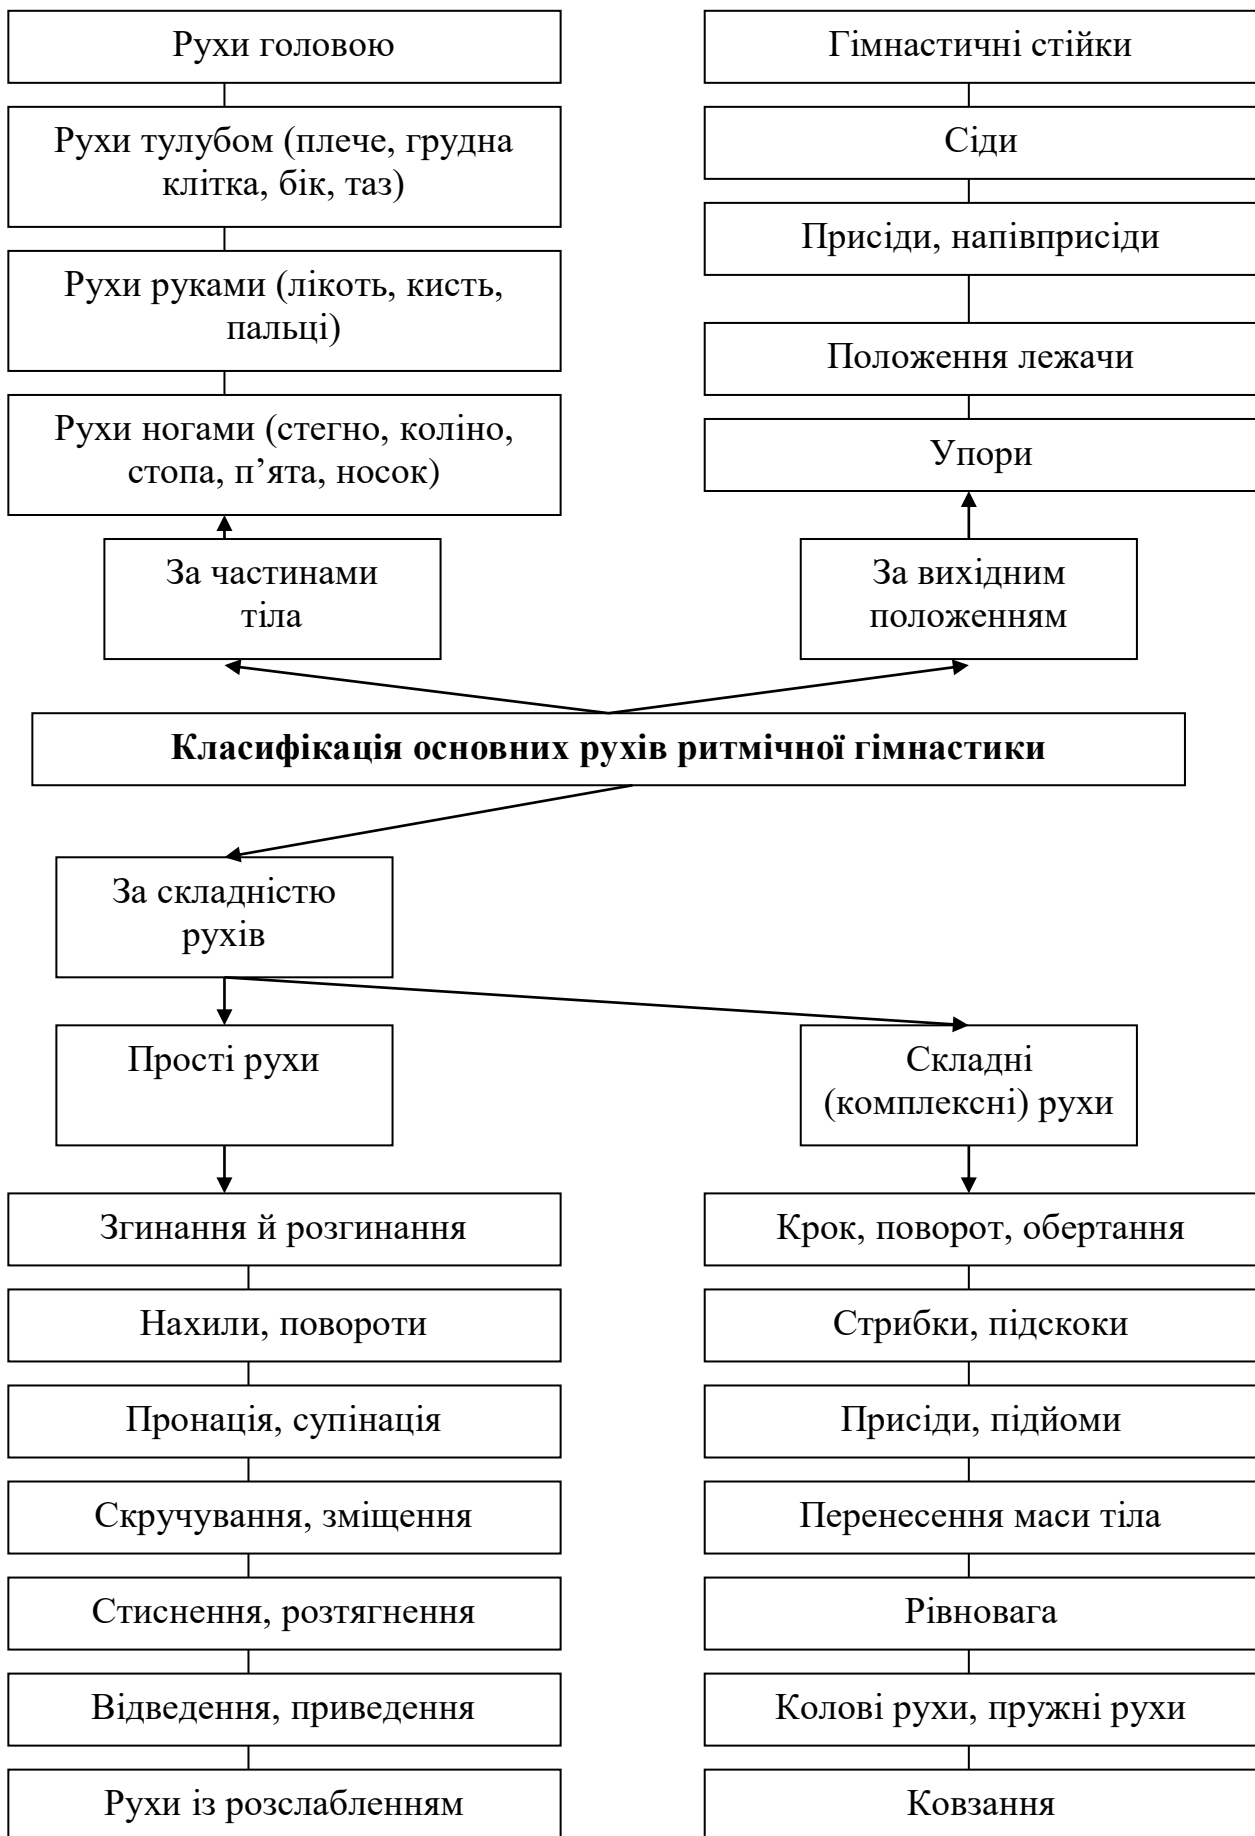 Рухи головою
Рухи тулубом (плече, грудна
клітка, бік, таз)
Рухи руками (лікоть, кисть,
пальці)
Рухи ногами (стегно, коліно,
стопа, п’ята, носок)
За частинами
тіла
Гімнастичні стійки
Сіди
Присіди, напівприсіди
Положення лежачи
Упори
За вихідним
положенням
Класифікація основних рухів ритмічної гімнастики
За складністю
рухів
Прості рухи
Згинання й розгинання
Нахили, повороти
Пронація, супінація
Скручування, зміщення
Стиснення, розтягнення
Відведення, приведення
Рухи із розслабленням
Складні
(комплексні) рухи
Крок, поворот, обертання
Стрибки, підскоки
Присіди, підйоми
Перенесення маси тіла
Рівновага
Колові рухи, пружні рухи
Ковзання